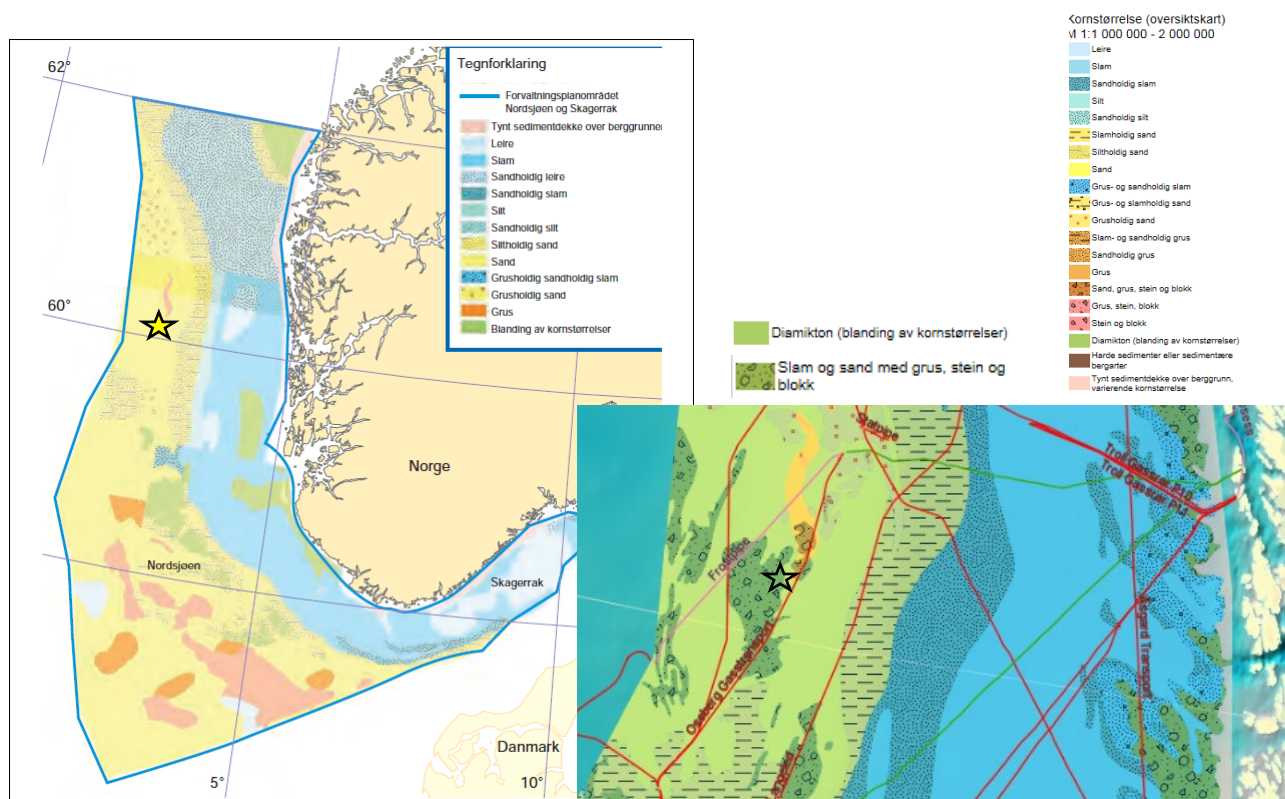 62°
60°
Tegnforklaring
Forvaltningsplanområdet
Nordsjøen og Skagerrak
Tynt sedimentdekke over berggrunnen
Leire
Slam
Sandholdig leire
Sandholdig slam
Silt
Sandholdig silt
Siltholdig sand
Sand
Grusholdig sandholdig slam
Grusholdig sand
Grus
Blanding av kornstørrelser
Norge
Nordsjøen
Skagerrak
Danmark
5°
10°
Kornstørrelse (oversiktskart)
M 1:1 000 000 - 2 000 000
Leire
Slam
Sandholdig slam
Silt
Sandholdig silt
Slamholdig sand
Siltholdig sand
Sand
Grus- og sandholdig slam
Grus- og slamholdig sand
Grusholdig sand
Slam- og sandholdig grus
Sandholdig grus
Grus
Sand, grus, stein og blokk
Grus, stein, blokk
Stein og blokk
Diamikton (blanding av kornstørrelser)
Harde sedimenter eller sedimentære
bergarter
Tynt sedimentdekke over berggrunn,
varierende kornstørrelse
Diamikton (blanding av kornstørrelser)
Slam og sand med grus, stein og
blokk
Statpipe
Frostpipe
Oseberg Gasstransport
Troll Gassrør P10
Troll Gassrør P11
Åsgard Transport